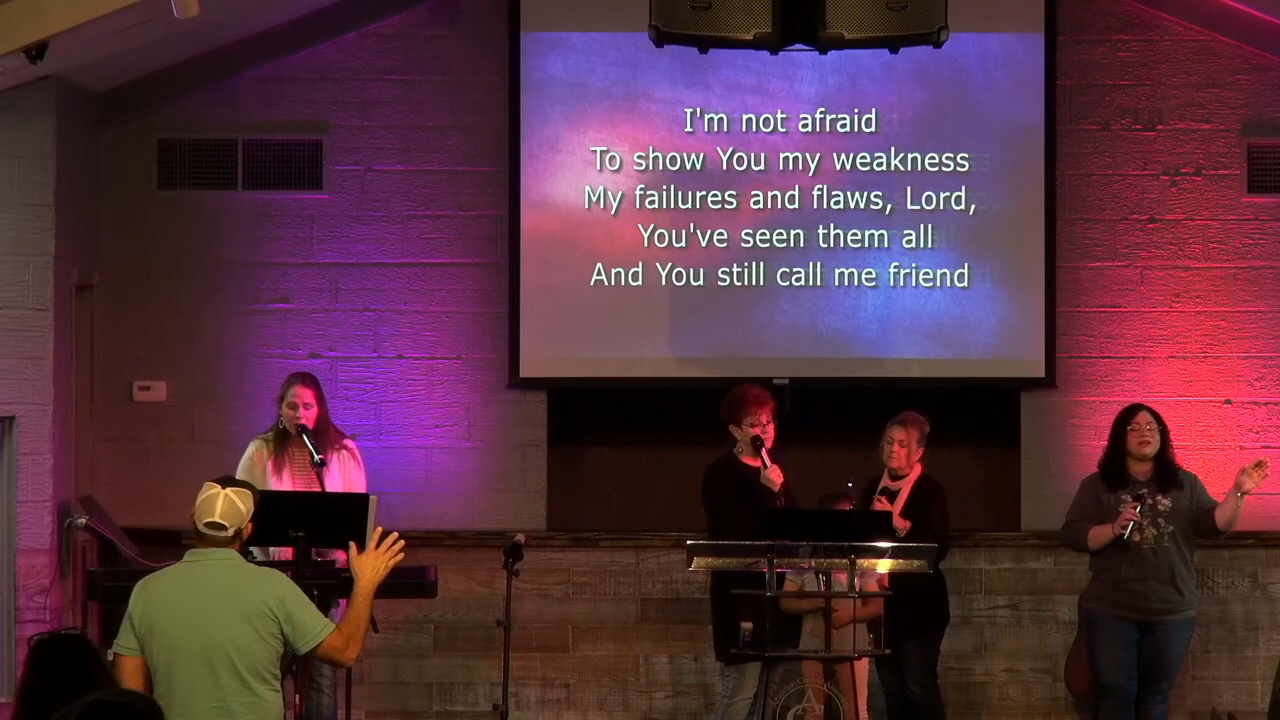 I'm not afraid
To show You my weakness
My failures and flaws, Lord,
You've seen them all
And You still call me friend